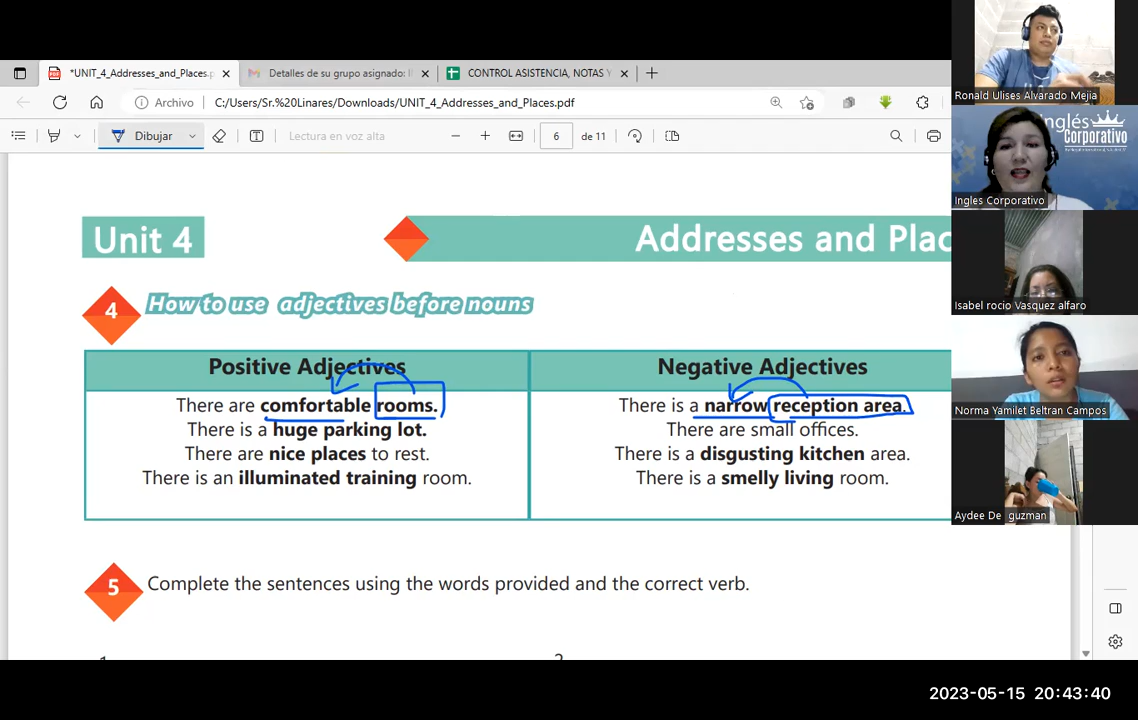 *UNIT_4_Addresses_and_Places.p
Detalles de su grupo asignado: I
CONTROL ASISTENCIA, NOTAS Y
Archivo
C:/Users/Sr.%20Linares/Downloads/UNIT_4_Addresses_and_Places.pdf
Dibujar
Lectura en voz alta
6
de 11
Unit 4
Addresses and Plac
4
How to use adjectives before nouns
Positive Adjectives
There are comfortable rooms.
There is a huge parking lot.
There are nice places to rest.
There is an illuminated training room.
Negative Adjectives
There is a narrow reception area.
There are small offices.
There is a disgusting kitchen area.
There is a smelly living room.
5
Complete the sentences using the words provided and the correct verb.
Ronald Ulises Alvarado Mejia
Inglés
Corporativo
Ingles Corporativo
Isabel rocio Vasquez alfaro
Norma Yamilet Beltran Campos
Aydee De guzman
2023-05-15 20:43:40